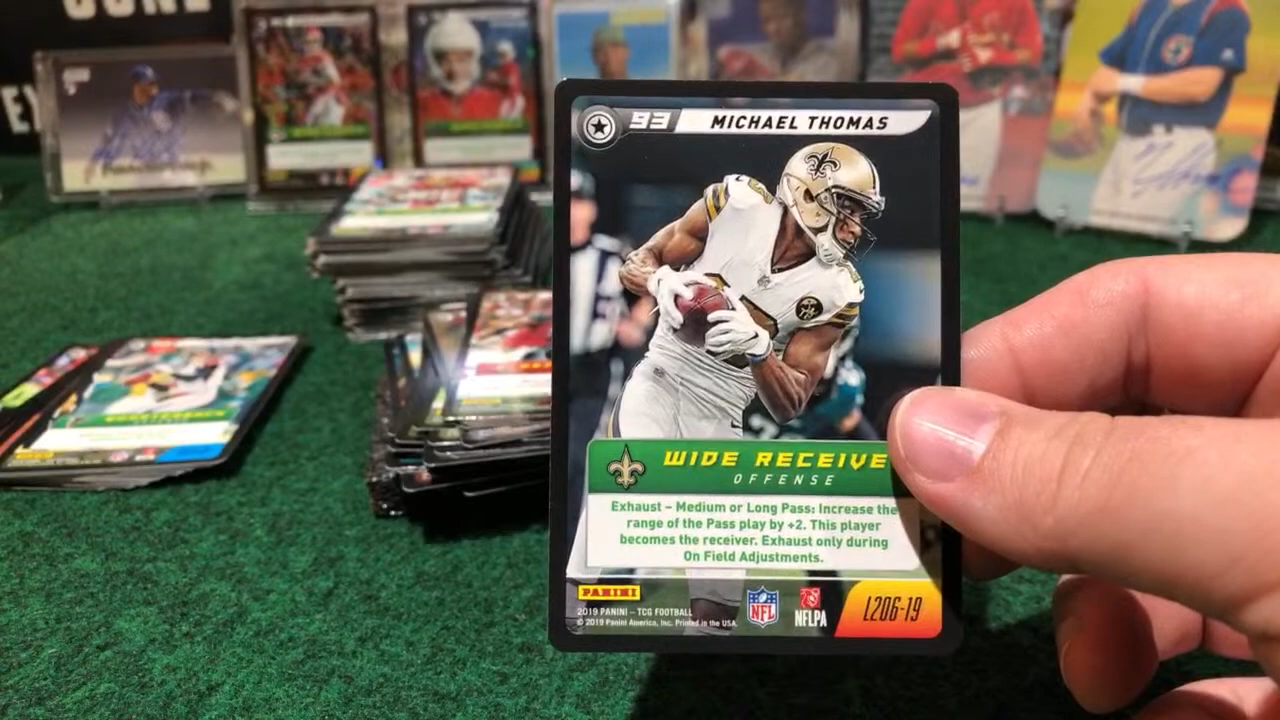 93 MICHAEL THOMAS
WIDE RECEIVE
OFFENSE
Exhaust – Medium or Long Pass: Increase the
range of the Pass play by +2. This player
becomes the receiver. Exhaust only during
On Field Adjustments.
PANINI
2019 PANINI – TCG FOOTBALL
© 2019 Panini America, Inc. Printed in the USA.
NFL
NFLPA
L206-19